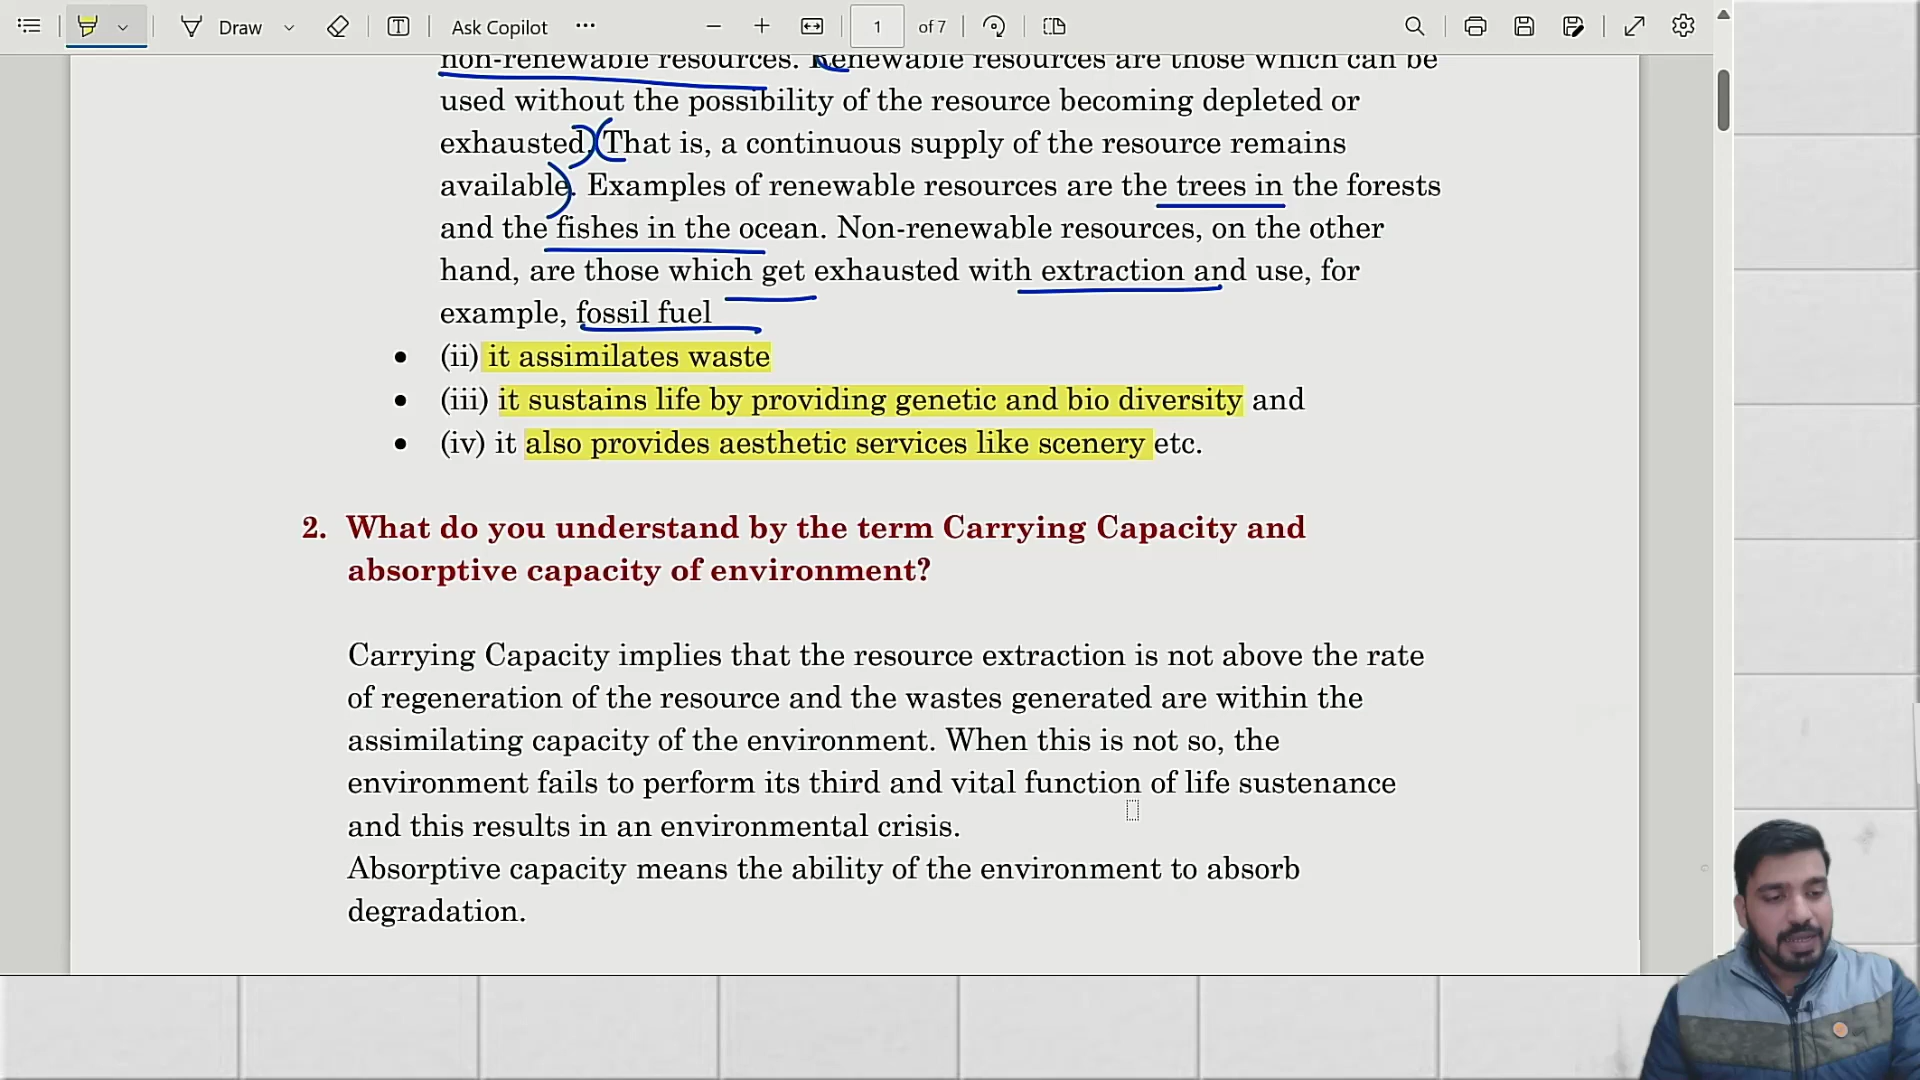 Draw
Ask Copilot
1 of 7
non-renewable resources. Renewable resources are those which can be
used without the possibility of the resource becoming depleted or
exhausted. That is, a continuous supply of the resource remains
available. Examples of renewable resources are the trees in the forests
and the fishes in the ocean. Non-renewable resources, on the other
hand, are those which get exhausted with extraction and use, for
example, fossil fuel
• (ii) it assimilates waste
• (iii) it sustains life by providing genetic and bio diversity and
• (iv) it also provides aesthetic services like scenery etc.
2. What do you understand by the term Carrying Capacity and
absorptive capacity of environment?
Carrying Capacity implies that the resource extraction is not above the rate
of regeneration of the resource and the wastes generated are within the
assimilating capacity of the environment. When this is not so, the
environment fails to perform its third and vital function of life sustenance
and this results in an environmental crisis.
Absorptive capacity means the ability of the environment to absorb
degradation.